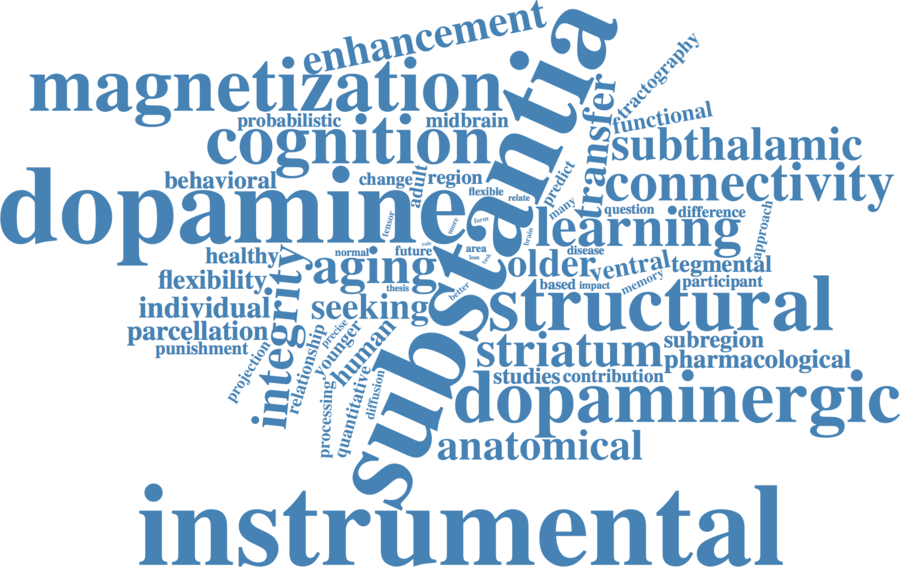 enhancement
substantia
magnetization
tractography
transfer
probabilistic
midbrain
functional
cognition
subthalamic
dopamine
behavioral
change
adult
region
flexible
relate
predict
connectivity
many
question
difference
approach
tensor
more
form
learning
brain
role
healthy
normal
future
area
loss
task
disease
flexibility
integrity
aging
older
ventral
tegmental
thesis
better
based
impact
memory
participant
individual
seeking
structural
parcellation
precise
younger
human
relationship
punishment
projection
striatum
subregion
pharmacological
processing
quantitative
diffusion
studies
contribution
dopaminergic
anatomical
instrumental